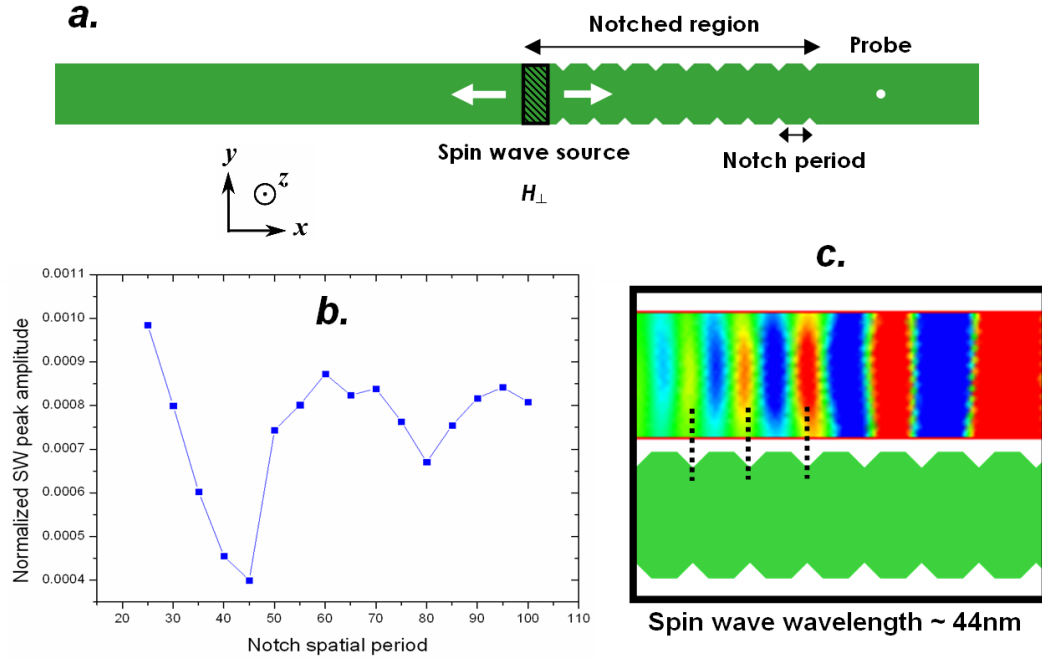 a.
Notched region
Probe
Spin wave source
Notch period
H⊥
y
z
x
b.
0.0011
0.0010
0.0009
0.0008
0.0007
0.0006
0.0005
0.0004
Normalized SW peak amplitude
20 30 40 50 60 70 80 90 100 110
Notch spatial period
c.
Spin wave wavelength ~ 44nm